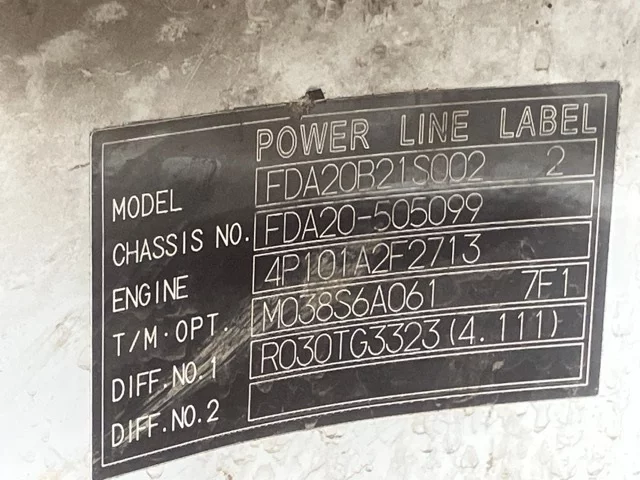 POWER LINE LABEL
MODEL FDA20B21S002 2
CHASSIS NO. FDA20-505099
ENGINE 4P101A2F2713
T/M·OPT. M038S6A061 7F1
DIFF.NO.1 R030TG3323(4.111)
DIFF.NO.2